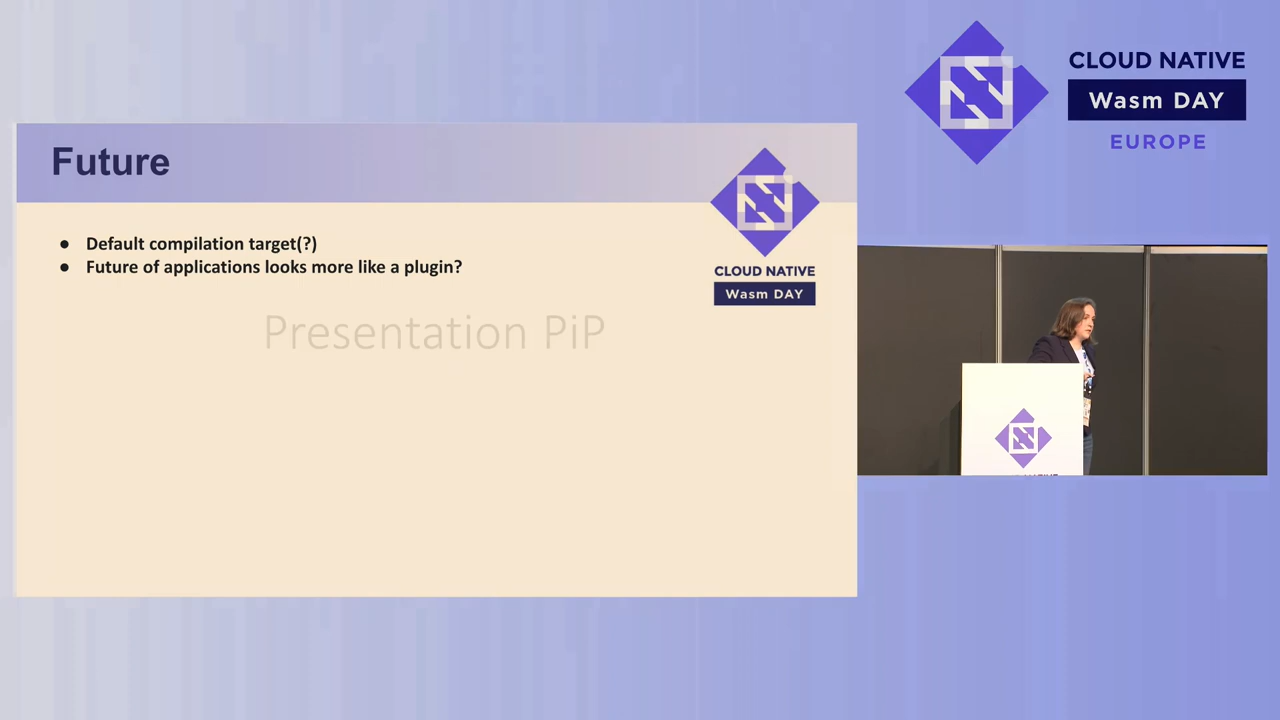 CLOUD NATIVE
Wasm DAY
EUROPE
Future
● Default compilation target(?)
● Future of applications looks more like a plugin?
CLOUD NATIVE
Wasm DAY
Presentation PiP